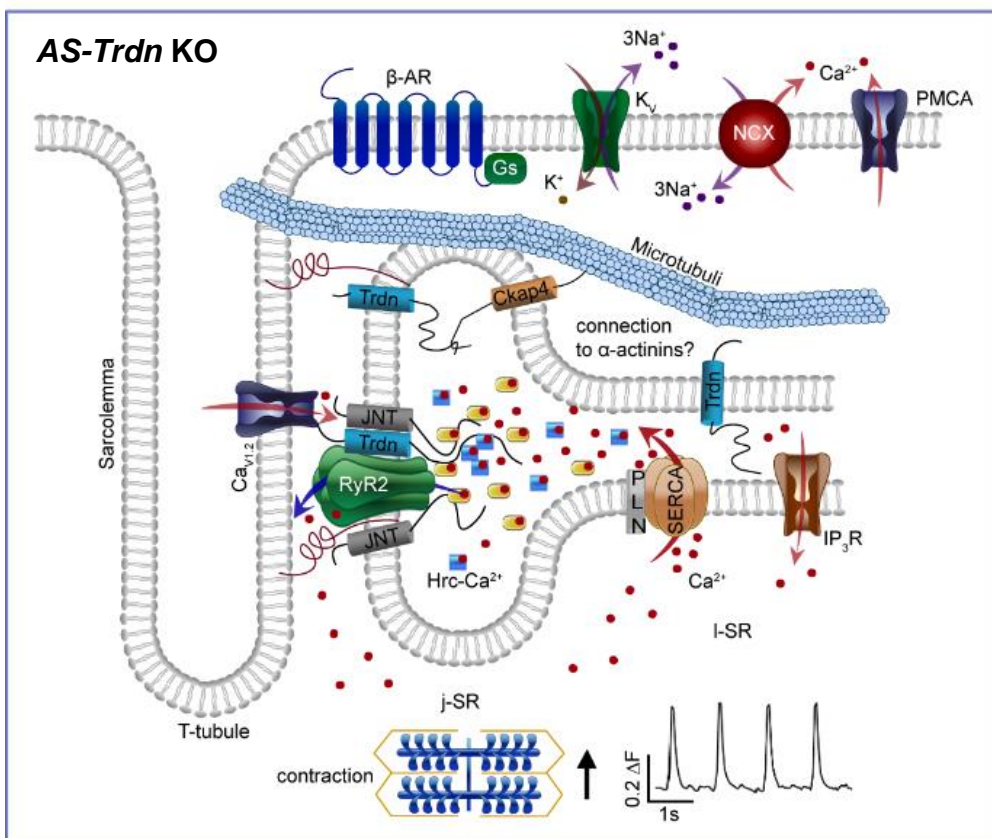 AS-Trdn KO
β-AR
3Na⁺
Kᵥ
Ca²⁺
PMCA
NCX
Gs
K⁺
3Na⁺
Microtubuli
Trdn
Ckap4
connection
to α-actinins?
Trdn
Sarcolemma
Caᵥ₁.₂
JNT
Trdn
RyR2
JNT
PLN
SERCA
IP₃R
Hrc-Ca²⁺
Ca²⁺
l-SR
j-SR
T-tubule
contraction
0.2 ΔF
1s